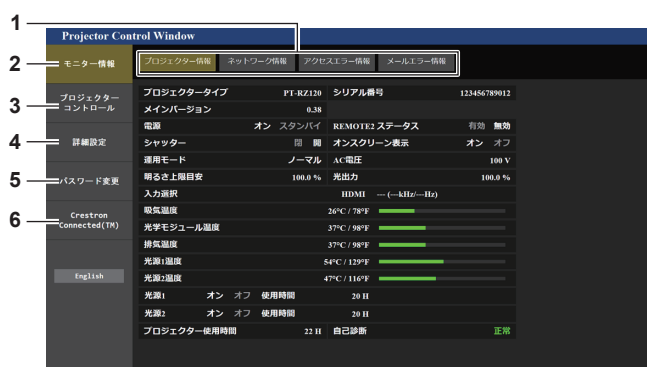 1
Projector Control Window
2
モニター情報
プロジェクター情報 ネットワーク情報 アクセスエラー情報 メールエラー情報
3
プロジェクター
コントロール
4
詳細設定
5
パスワード変更
6
Crestron
Connected(TM)
English
プロジェクタータイプ PT-RZ120 シリアル番号 123456789012
メインバージョン 0.38
電源 オン スタンバイ REMOTE2 ステータス 有効 無効
シャッター 閉 開 オンスクリーン表示 オン オフ
運用モード ノーマル AC電圧 100 V
明るさ上限目安 100.0 % 光出力 100.0 %
入力選択 HDMI --- (---kHz/---Hz)
吸気温度 26°C / 78°F
光学モジュール温度 37°C / 98°F
排気温度 37°C / 98°F
光源1温度 54°C / 129°F
光源2温度 47°C / 116°F
光源1 オン オフ 使用時間 20 H
光源2 オン オフ 使用時間 20 H
プロジェクター使用時間 22 H 自己診断 正常